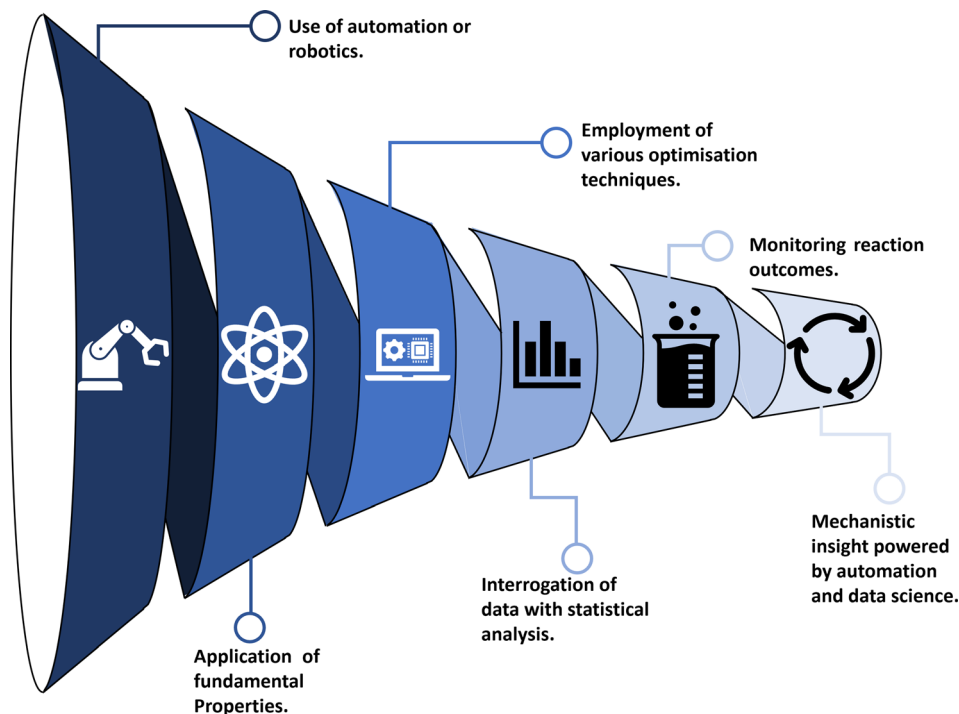 Use of automation or
robotics.
Employment of
various optimisation
techniques.
Monitoring reaction
outcomes.
Mechanistic
insight powered
by automation
and data science.
Interrogation of
data with statistical
analysis.
Application of
fundamental
Properties.